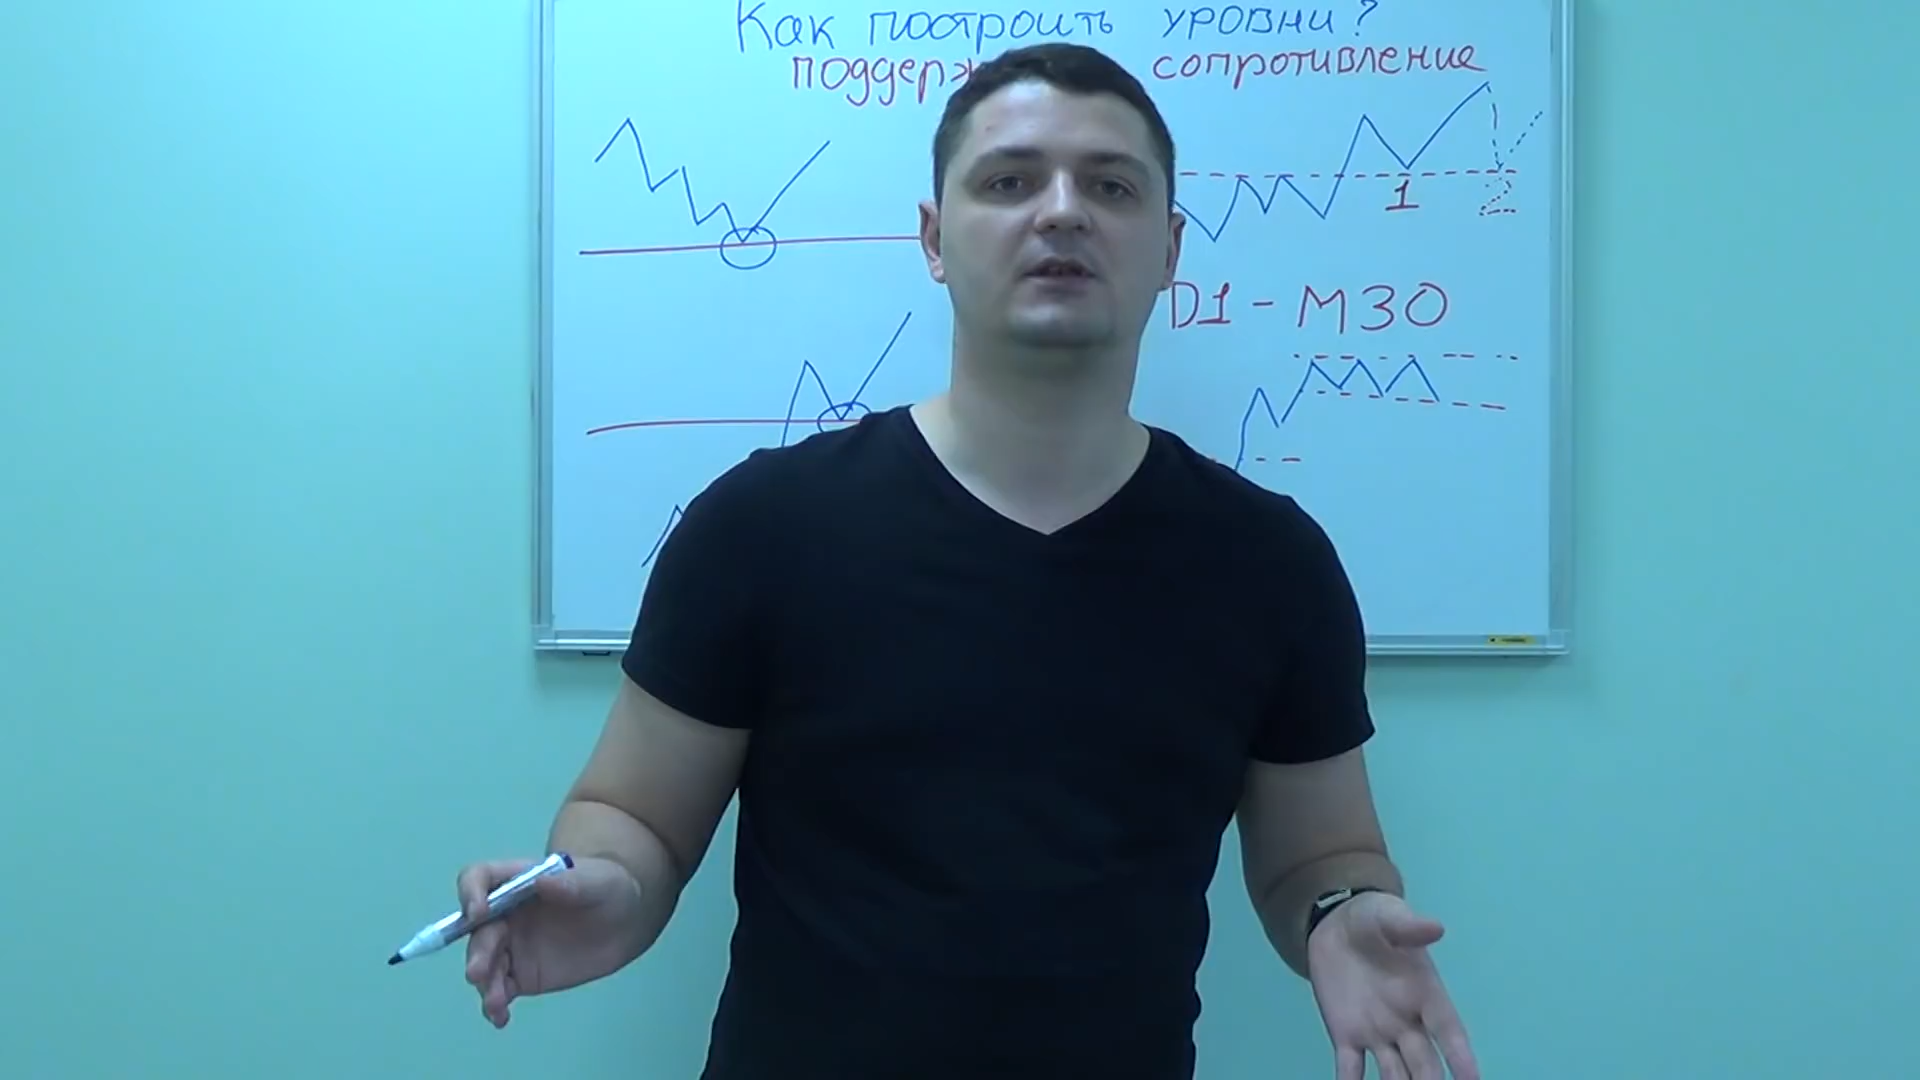 Как построить уровни?
сопротивление
1
2
D1 - M30